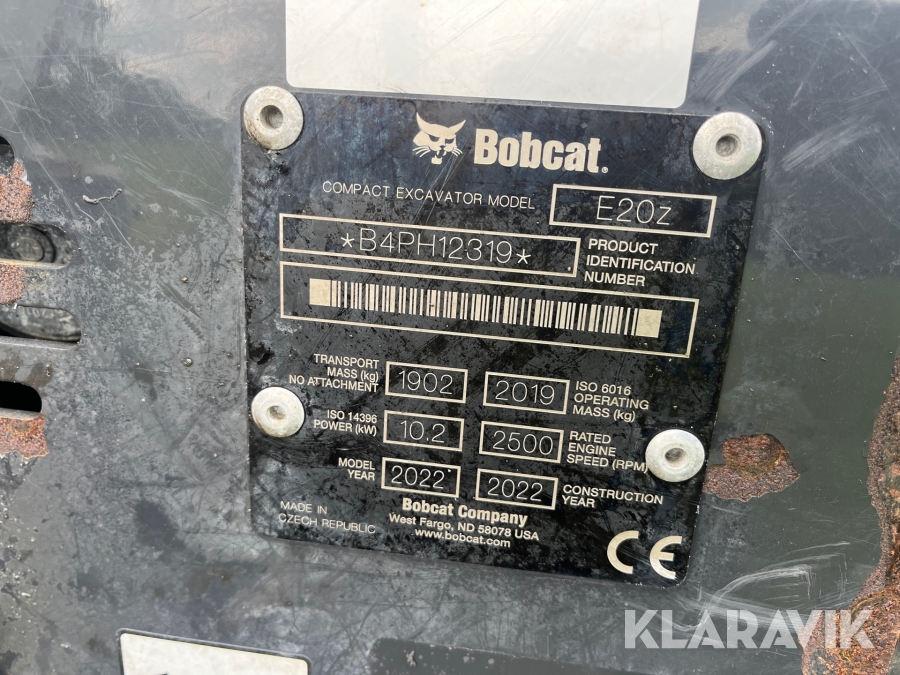 Bobcat.
COMPACT EXCAVATOR MODEL E20z
*B4PH12319*
PRODUCT
IDENTIFICATION
NUMBER
TRANSPORT
MASS (kg)
NO ATTACHMENT
1902
2019
ISO 6016
OPERATING
MASS (kg)
ISO 14396
POWER (kW)
10.2
2500
RATED
ENGINE
SPEED (RPM)
MODEL
YEAR
2022
2022
CONSTRUCTION
YEAR
MADE IN
CZECH REPUBLIC
Bobcat Company
West Fargo, ND 58078 USA
www.bobcat.com
CE
KLARAVIK